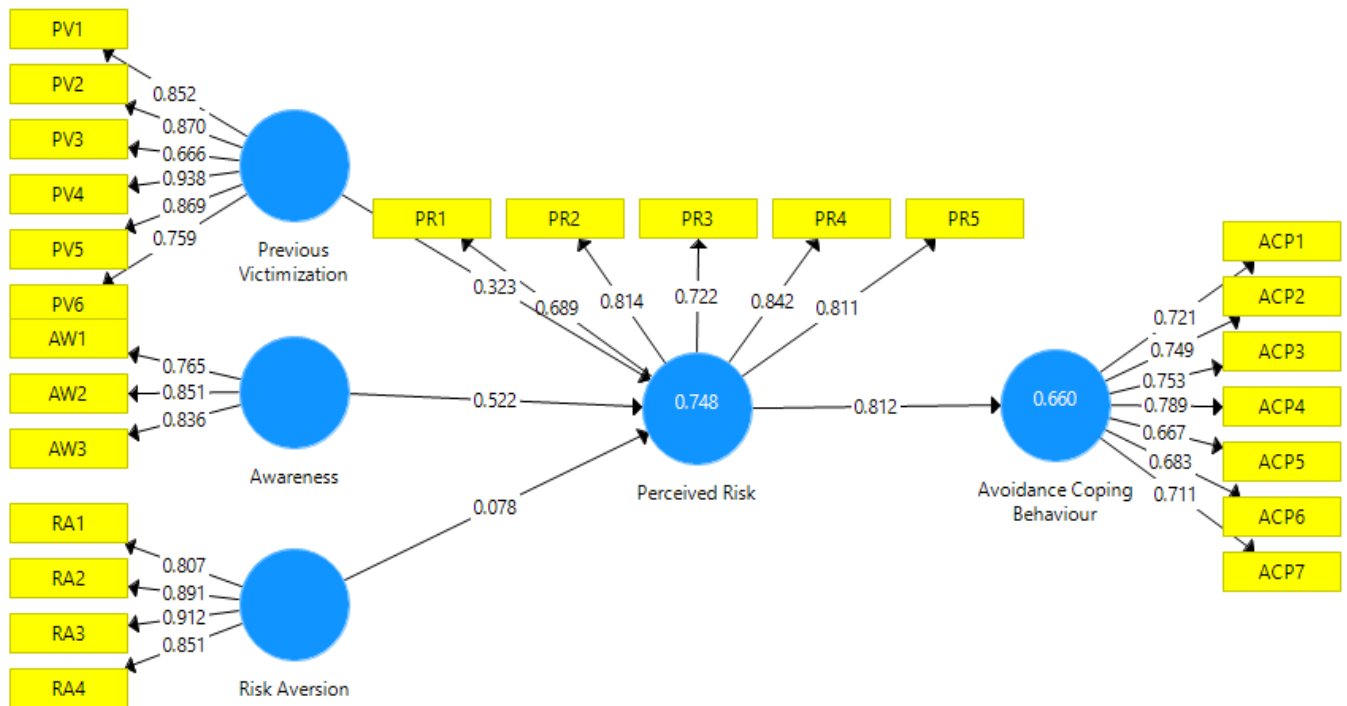 PV1
PV2
PV3
PV4
PV5
PV6
0.852
0.870
0.666
0.938
0.869
0.759
Previous
Victimization
AW1
AW2
AW3
0.765
0.851
0.836
Awareness
RA1
RA2
RA3
RA4
0.807
0.891
0.912
0.851
Risk Aversion
0.323
0.522
0.078
PR1
PR2
PR3
PR4
PR5
0.689
0.814
0.722
0.842
0.811
0.748
Perceived Risk
0.812
0.660
Avoidance Coping
Behaviour
0.721
0.749
0.753
0.789
0.667
0.683
0.711
ACP1
ACP2
ACP3
ACP4
ACP5
ACP6
ACP7